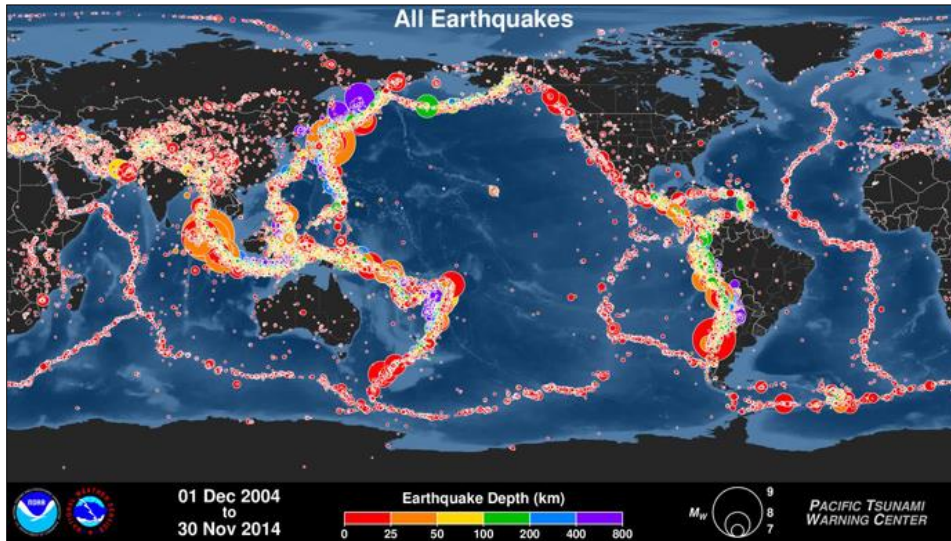 All Earthquakes
NOAA
01 Dec 2004
to
30 Nov 2014
Earthquake Depth (km)
0 25 50 100 200 400 800
Mw
9
8
7
PACIFIC TSUNAMI
WARNING CENTER